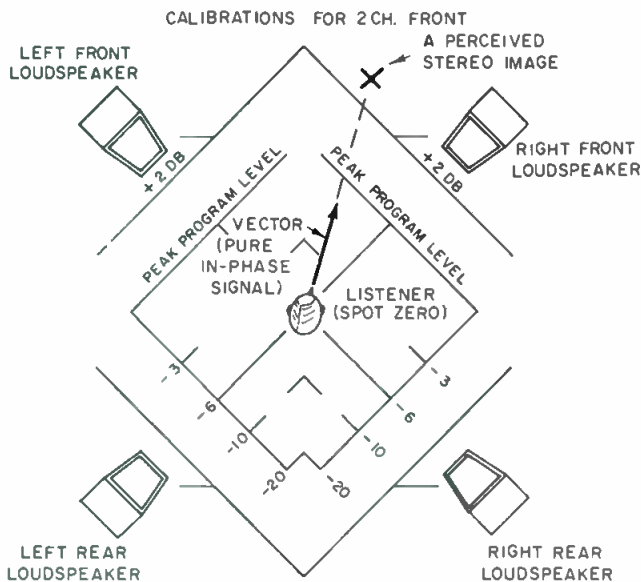 CALIBRATIONS FOR 2 CH. FRONT
A PERCEIVED
STEREO IMAGE
LEFT FRONT
LOUDSPEAKER
RIGHT FRONT
LOUDSPEAKER
+2 DB
+2 DB
PEAK PROGRAM LEVEL
PEAK PROGRAM LEVEL
VECTOR
(PURE
IN-PHASE
SIGNAL)
LISTENER
(SPOT ZERO)
-3
-3
-6
-6
-10
-10
-20
-20
LEFT REAR
LOUDSPEAKER
RIGHT REAR
LOUDSPEAKER